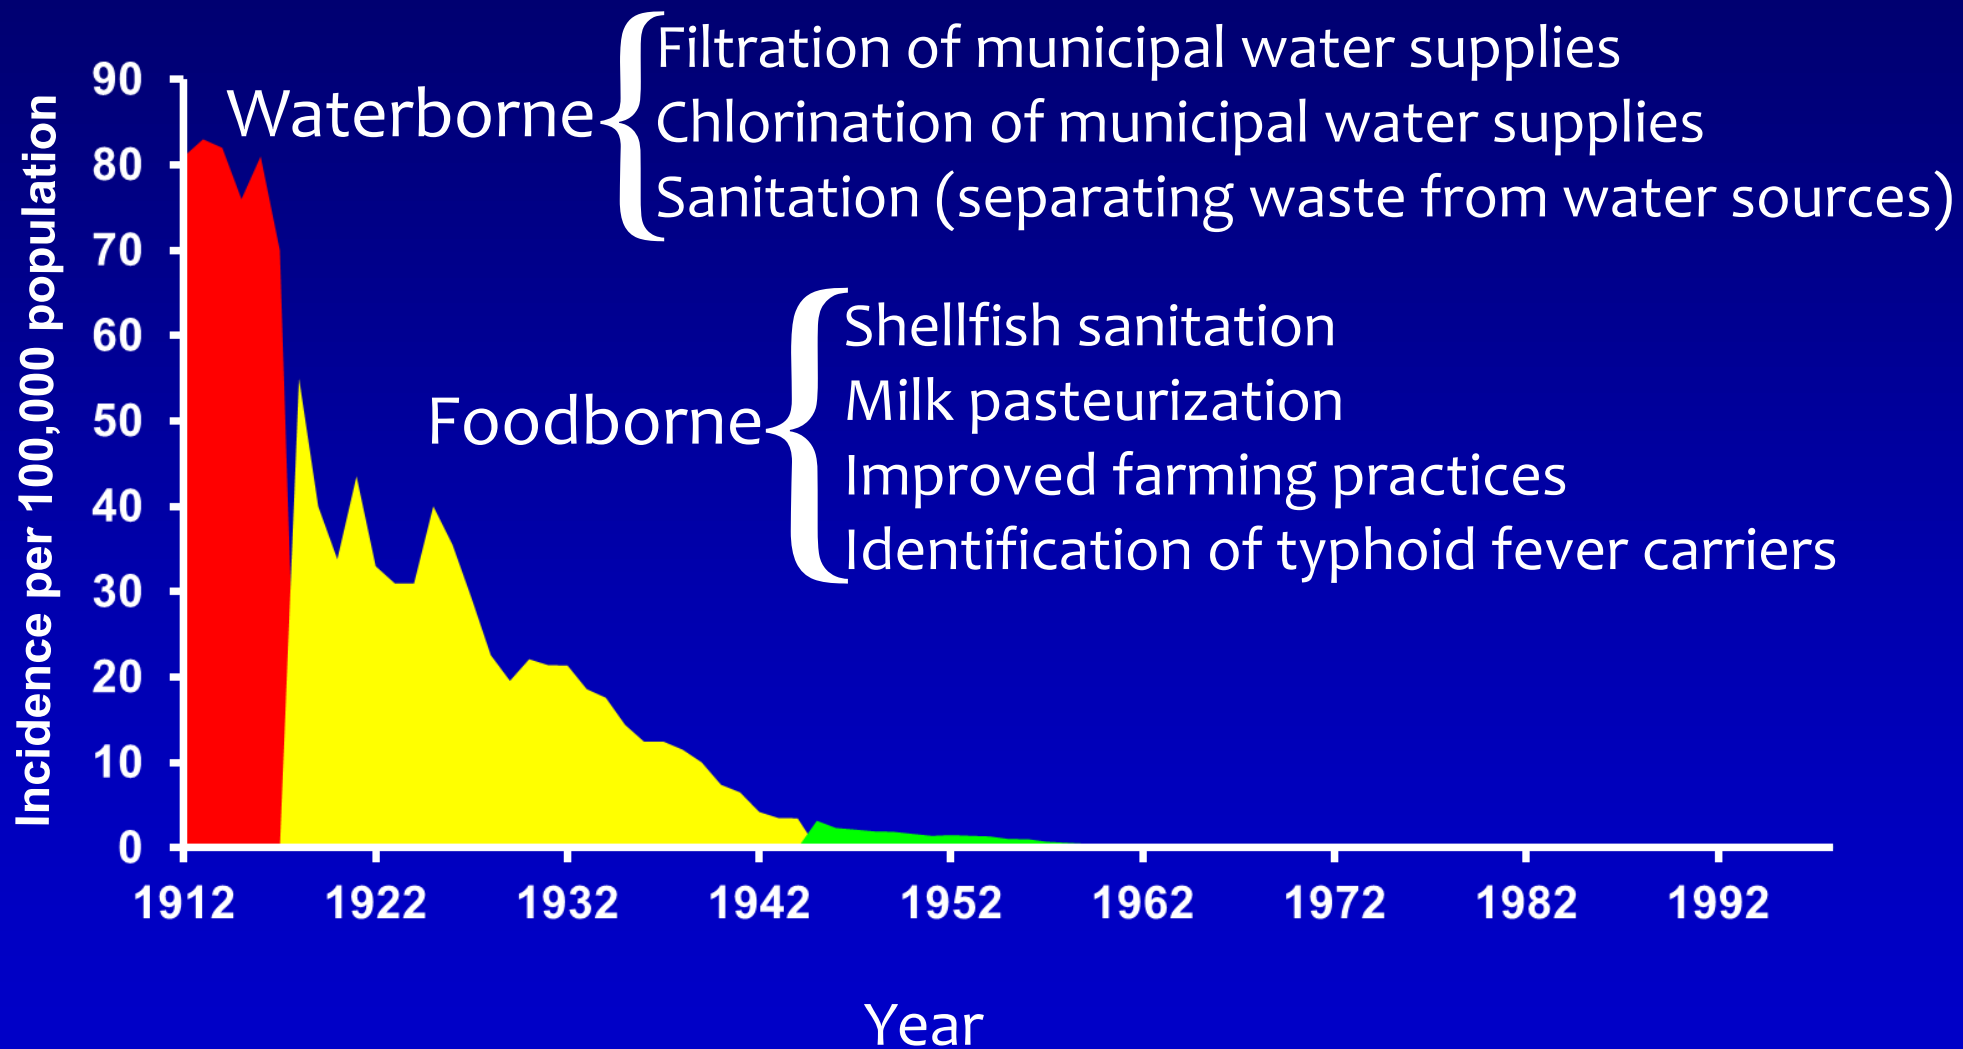 Filtration of municipal water supplies
Waterborne
Chlorination of municipal water supplies
Sanitation (separating waste from water sources)
Foodborne
Shellfish sanitation
Milk pasteurization
Improved farming practices
Identification of typhoid fever carriers
Incidence per 100,000 population
90
80
70
60
50
40
30
20
10
0
1912 1922 1932 1942 1952 1962 1972 1982 1992
Year